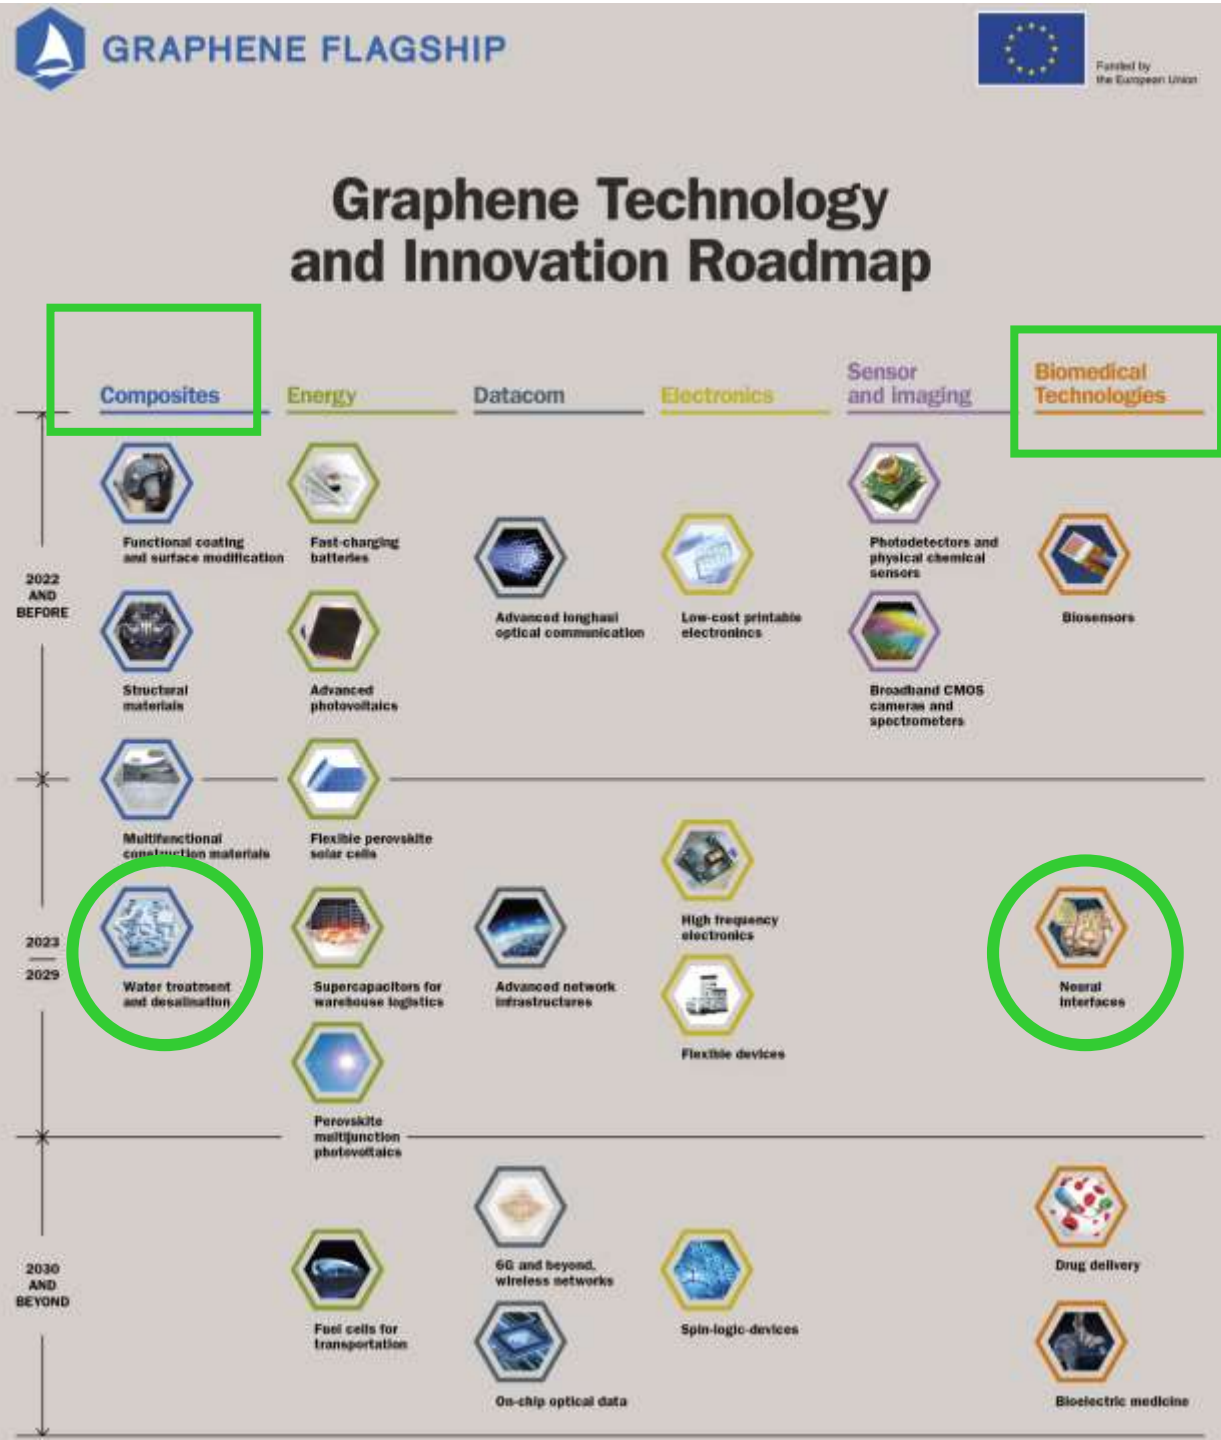 GRAPHENE FLAGSHIP
Funded by
the European Union
Graphene Technology
and Innovation Roadmap
Composites
Energy
Datacom
Electronics
Sensor
and imaging
Biomedical
Technologies
2022
AND
BEFORE
Functional coating
and surface modification
Fast-charging
batteries
Advanced longhaul
optical communication
Low-cost printable
electronincs
Photodetectors and
physical chemical
sensors
Biosensors
Structural
materials
Advanced
photovoltaics
Broadband CMOS
cameras and
spectrometers
Multifunctional
construction materials
Flexible perovskite
solar cells
2023
2029
Water treatment
and desalination
Supercapacitors for
warehouse logistics
Advanced network
infrastructures
High frequency
electronics
Flexible devices
Neural
interfaces
Perovskite
multijunction
photovoltaics
2030
AND
BEYOND
Fuel cells for
transportation
6G and beyond,
wireless networks
On-chip optical data
Spin-logic-devices
Drug delivery
Bioelectric medicine